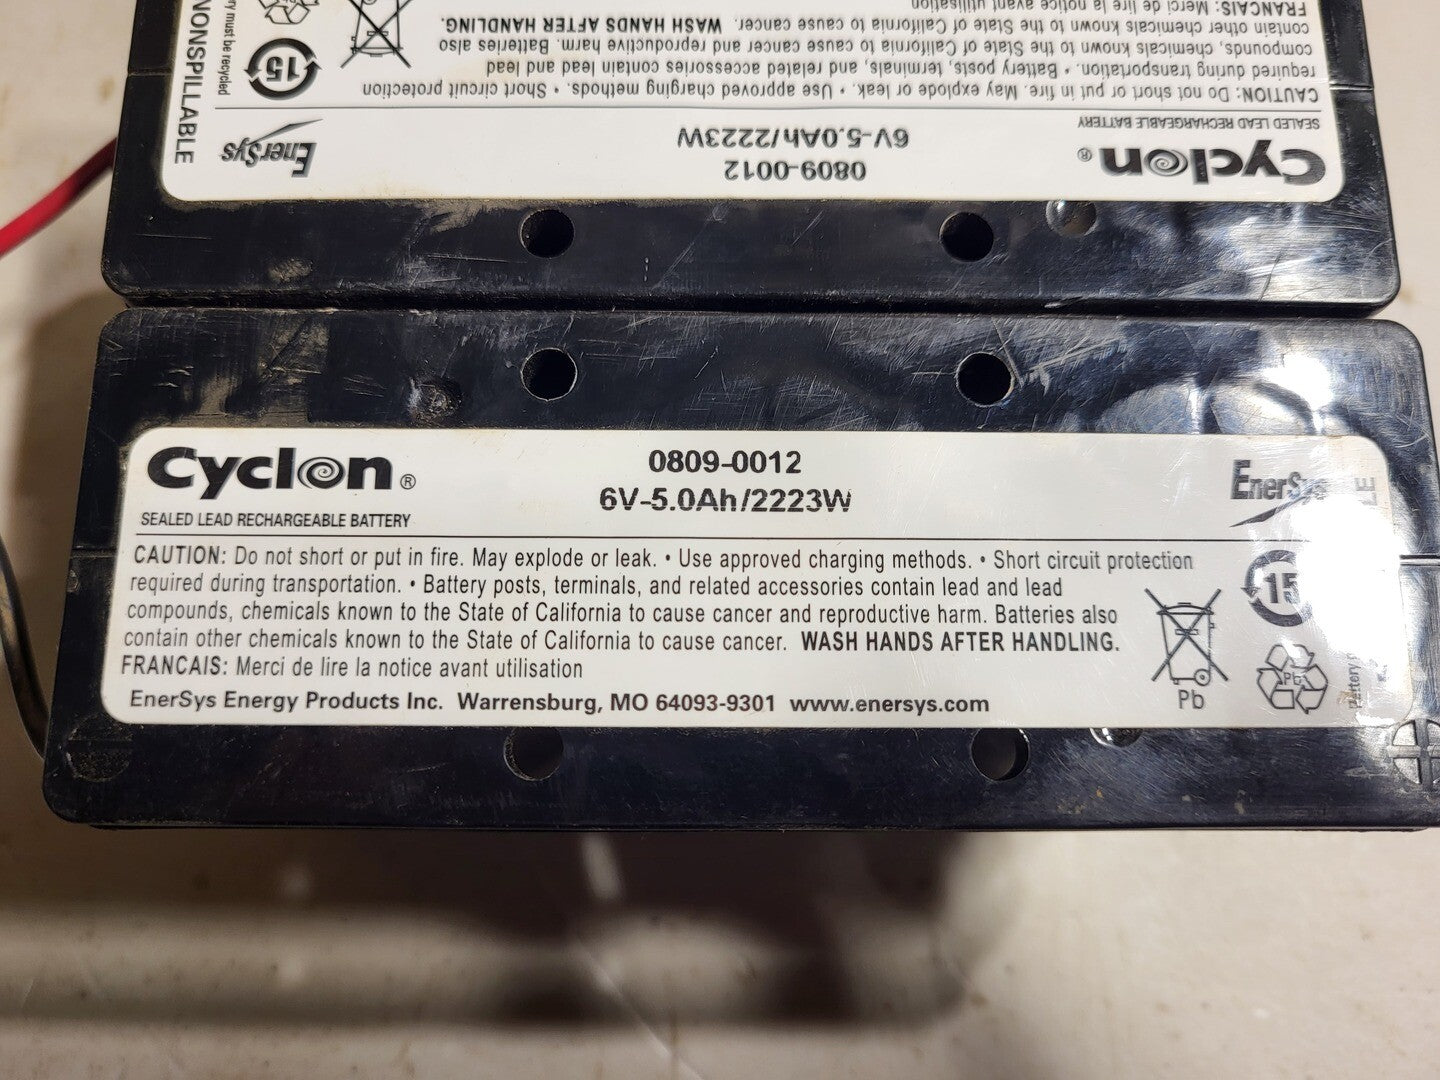 FRANCAIS: Merci de lire la notice avant utilisation
contain other chemicals known to the State of California to cause cancer. WASH HANDS AFTER HANDLING.
compounds, chemicals known to the State of California to cause cancer and reproductive harm. Batteries also
required during transportation. • Battery posts, terminals, and related accessories contain lead and lead
CAUTION: Do not short or put in fire. May explode or leak. • Use approved charging methods. • Short circuit protection
SEALED LEAD RECHARGEABLE BATTERY
6V-5.0Ah/2223W
0809-0012
Cyclon®
EnerSys
15
must be recycled
NONSPILLABLE
Cyclon®
SEALED LEAD RECHARGEABLE BATTERY
0809-0012
6V-5.0Ah/2223W
EnerSys
CAUTION: Do not short or put in fire. May explode or leak. • Use approved charging methods. • Short circuit protection
required during transportation. • Battery posts, terminals, and related accessories contain lead and lead
compounds, chemicals known to the State of California to cause cancer and reproductive harm. Batteries also
contain other chemicals known to the State of California to cause cancer. WASH HANDS AFTER HANDLING.
FRANCAIS: Merci de lire la notice avant utilisation
EnerSys Energy Products Inc. Warrensburg, MO 64093-9301 www.enersys.com
Pb
15
Battery